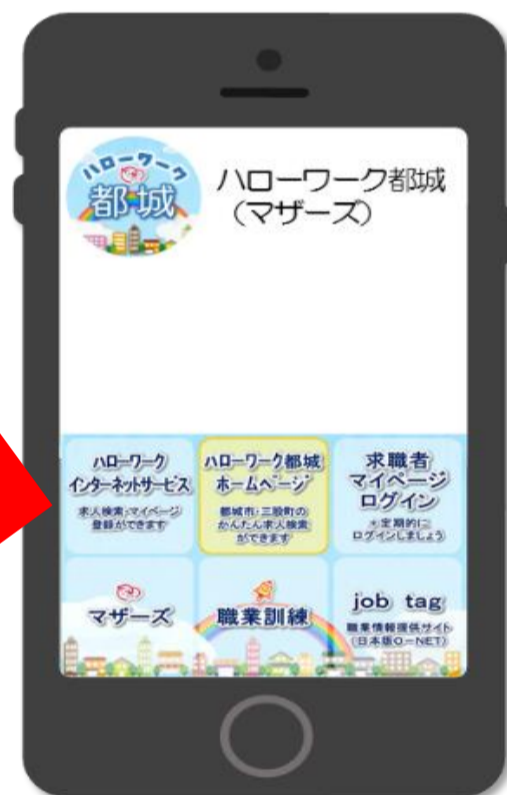 ハローワーク
都城
ハローワーク都城
（マザーズ）
ハローワーク
インターネットサービス
求人検索・マイページ
登録ができます
ハローワーク都城
ホームページ
都城市・三股町の
かんたん求人検索
ができます
求職者
マイページ
ログイン
＊定期的に
ログインしましょう
マザーズ
職業訓練
job tag
職業情報提供サイト
（日本版O-NET）